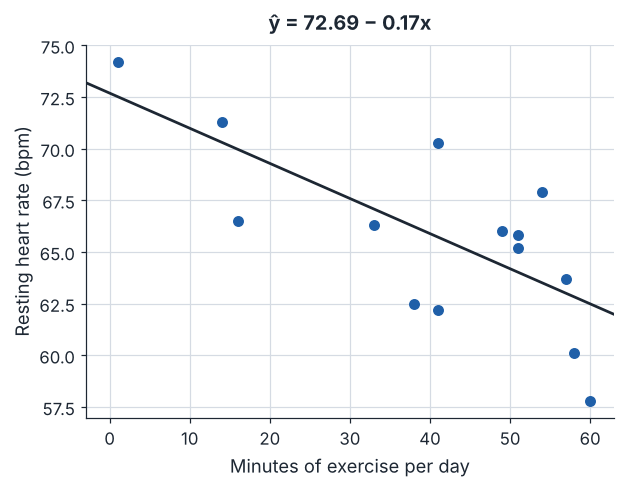 ŷ = 72.69 − 0.17x
Resting heart rate (bpm)
75.0
72.5
70.0
67.5
65.0
62.5
60.0
57.5
0 10 20 30 40 50 60
Minutes of exercise per day